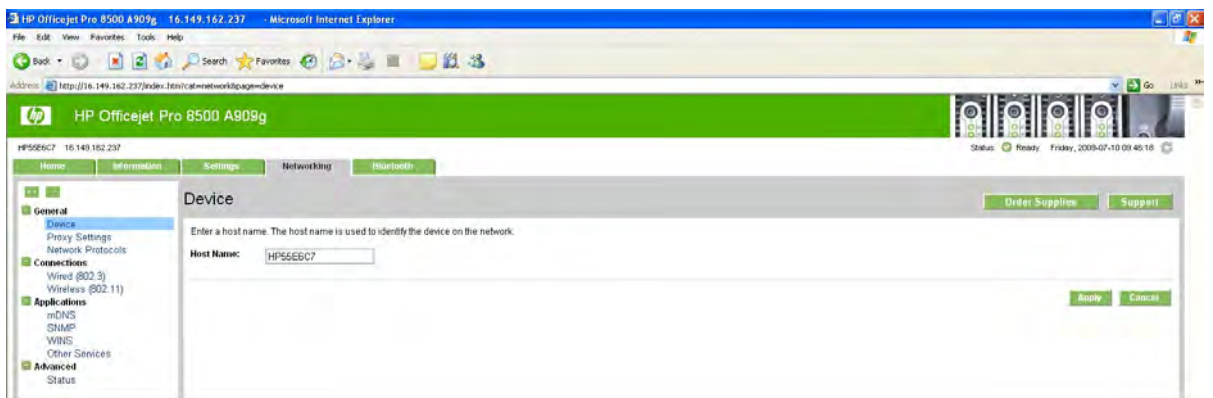 HP Officejet Pro 8500 A909g 16.149.162.237 - Microsoft Internet Explorer
File Edit View Favorites Tools Help
Back Search Favorites
Address http://16.149.162.237/index.htm?cat=network&page=device Go Links
hp HP Officejet Pro 8500 A909g
HP55E6C7 16.149.162.237 Status: Ready Friday, 2009-07-10 09:46:18
Home Information Settings Networking Bluetooth
Device Order Supplies Support
General
Device
Proxy Settings
Network Protocols
Connections
Wired (802.3)
Wireless (802.11)
Applications
mDNS
SNMP
WINS
Other Services
Advanced
Status
Enter a host name. The host name is used to identify the device on the network.
Host Name: HP55E6C7
Apply Cancel